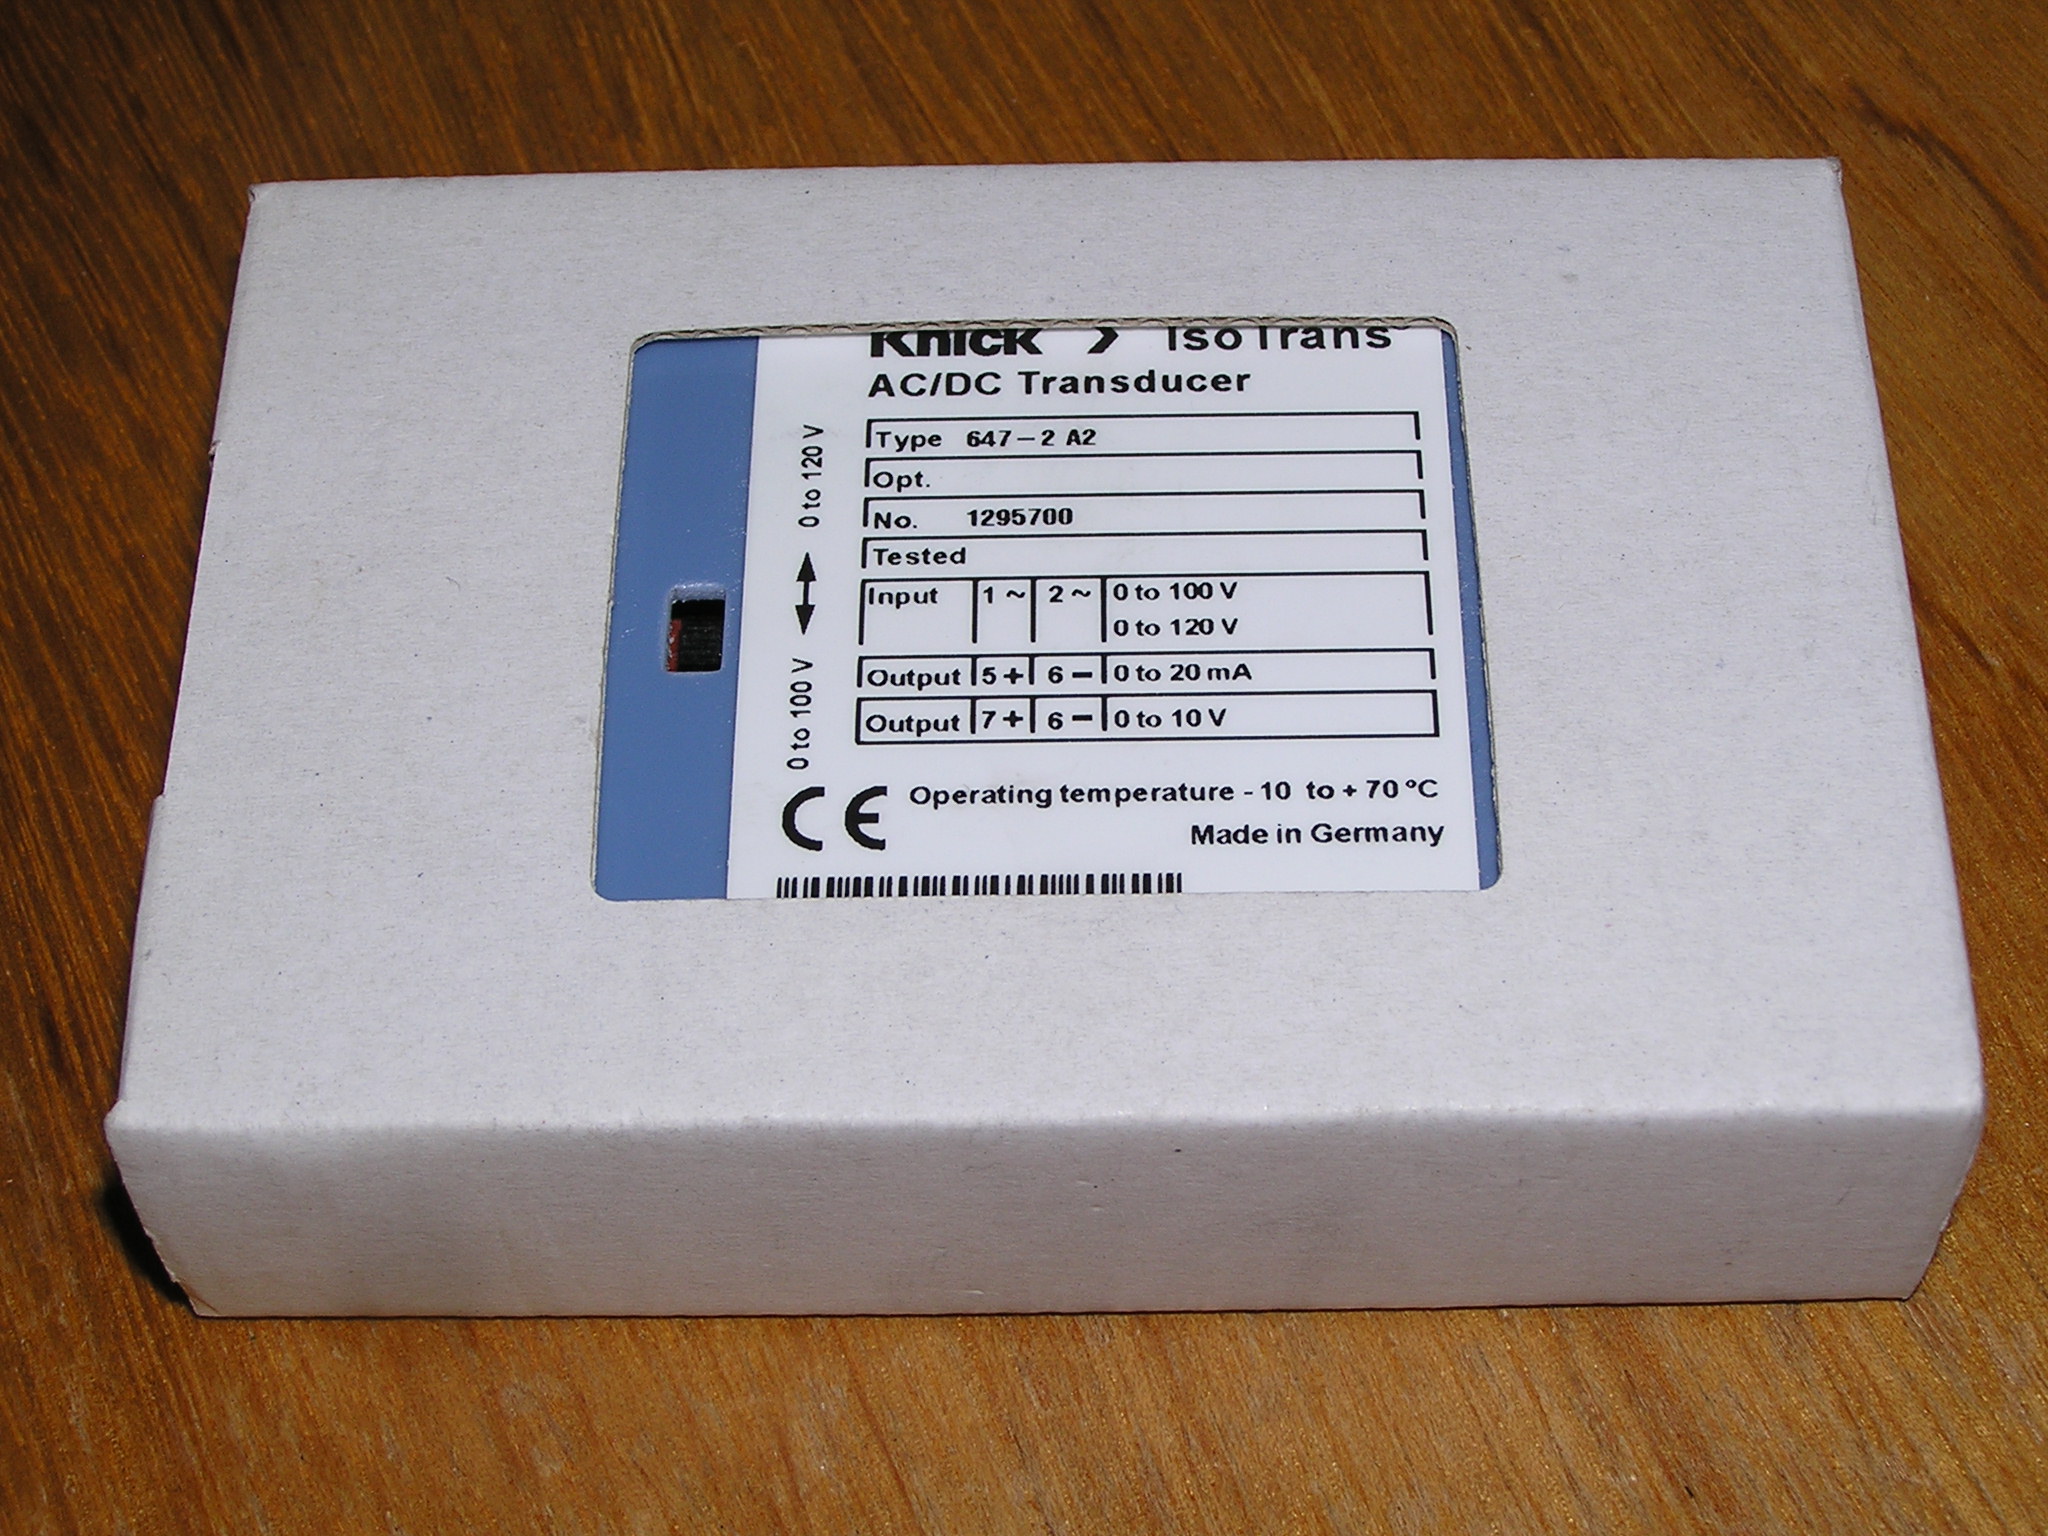 Knick > IsoTrans®
AC/DC Transducer
Type 647-2 A2
Opt.
No. 1295700
Tested
Input 1 ~ 2 ~ 0 to 100 V
0 to 120 V
Output 5 + 6 - 0 to 20 mA
Output 7 + 6 - 0 to 10 V
0 to 100 V ↔ 0 to 120 V
CE Operating temperature - 10 to + 70 °C
Made in Germany